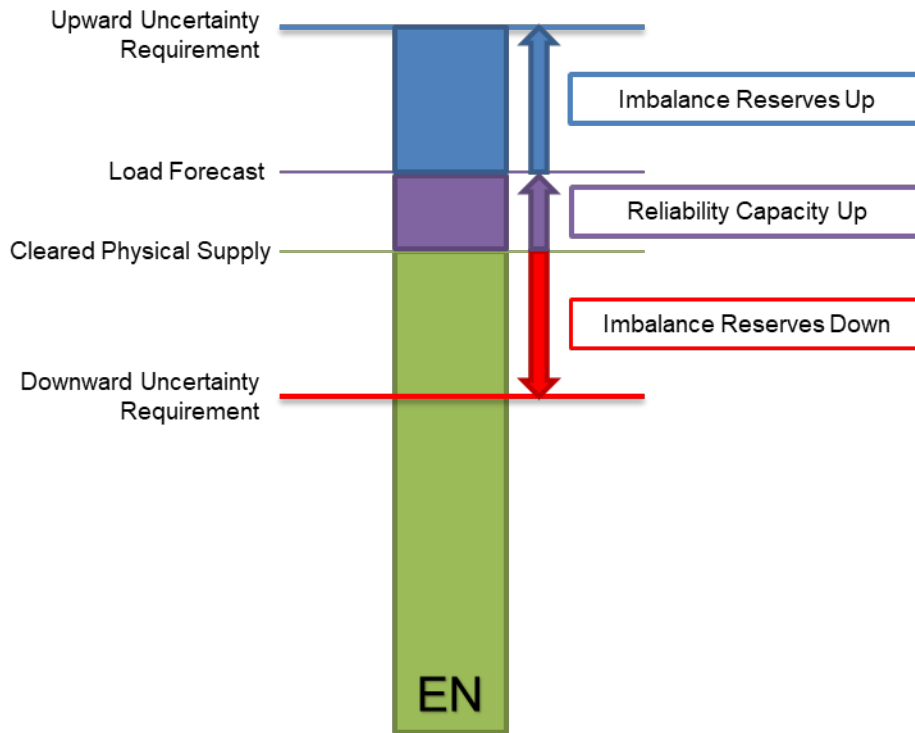 Upward Uncertainty
Requirement
Imbalance Reserves Up
Load Forecast
Reliability Capacity Up
Cleared Physical Supply
Imbalance Reserves Down
Downward Uncertainty
Requirement
EN